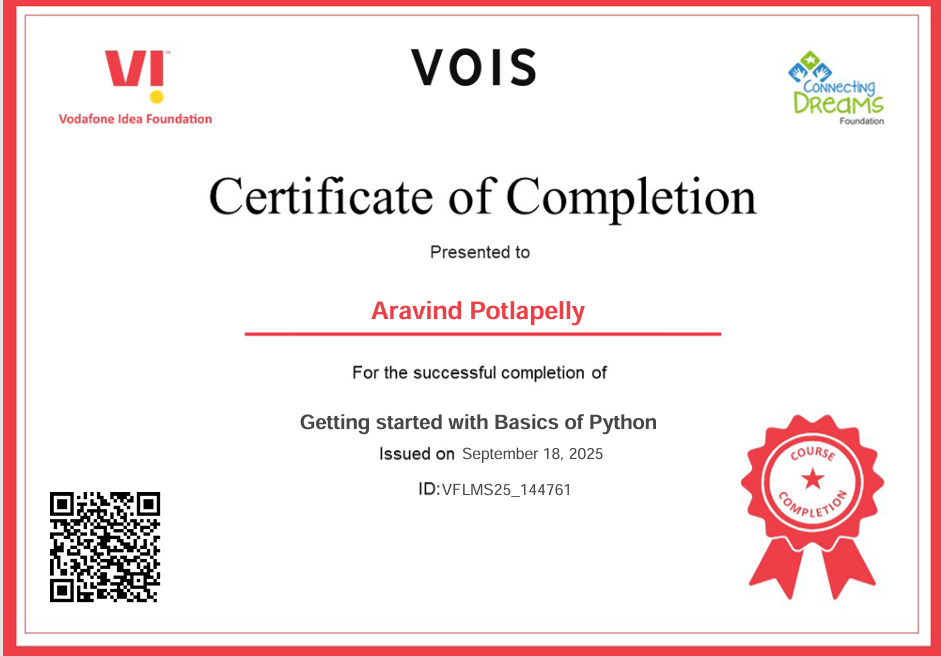 VI™
Vodafone Idea Foundation
VOIS
Connecting
Dreams
Foundation
Certificate of Completion
Presented to
Aravind Potlapelly
For the successful completion of
Getting started with Basics of Python
Issued on September 18, 2025
ID:VFLMS25_144761
COURSE
COMPLETION